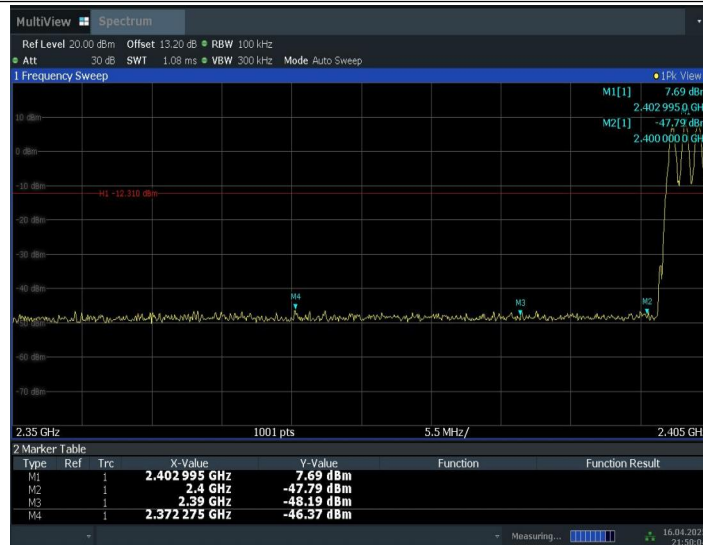 MultiView Spectrum
Ref Level 20.00 dBm Offset 13.20 dB RBW 100 kHz
Att 30 dB SWT 1.08 ms VBW 300 kHz Mode Auto Sweep
1 Frequency Sweep 1Pk View
M1[1] 7.69 dBm
2.402 995 0 GH
M2[1] -47.79 dBm
2.400 000 0 GH
10 dBm
0 dBm
-10 dBm
H1 -12.310 dBm
-20 dBm
-30 dBm
-40 dBm
M4
M3
M2
-50 dBm
-60 dBm
-70 dBm
2.35 GHz 1001 pts 5.5 MHz/ 2.405 GH
2 Marker Table
Type Ref Trc X-Value Y-Value Function Function Result
M1 1 2.402 995 GHz 7.69 dBm
M2 1 2.4 GHz -47.79 dBm
M3 1 2.39 GHz -48.19 dBm
M4 1 2.372 275 GHz -46.37 dBm
Measuring... 16.04.202
21:50:0